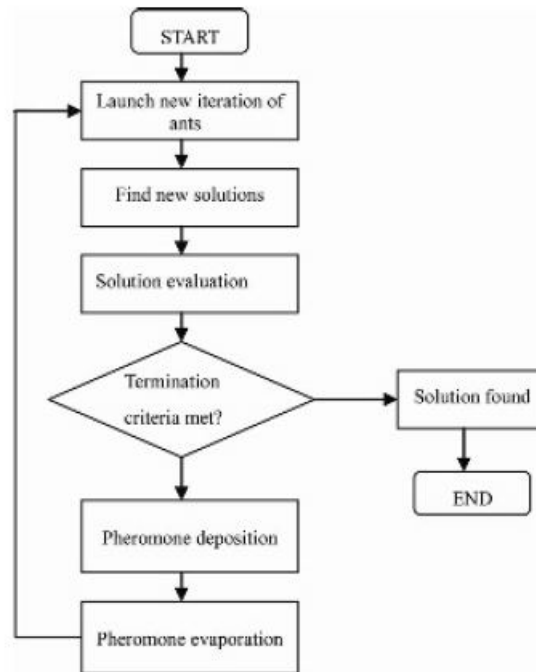 START
Launch new iteration of
ants
Find new solutions
Solution evaluation
Termination
criteria met?
Solution found
END
Pheromone deposition
Pheromone evaporation